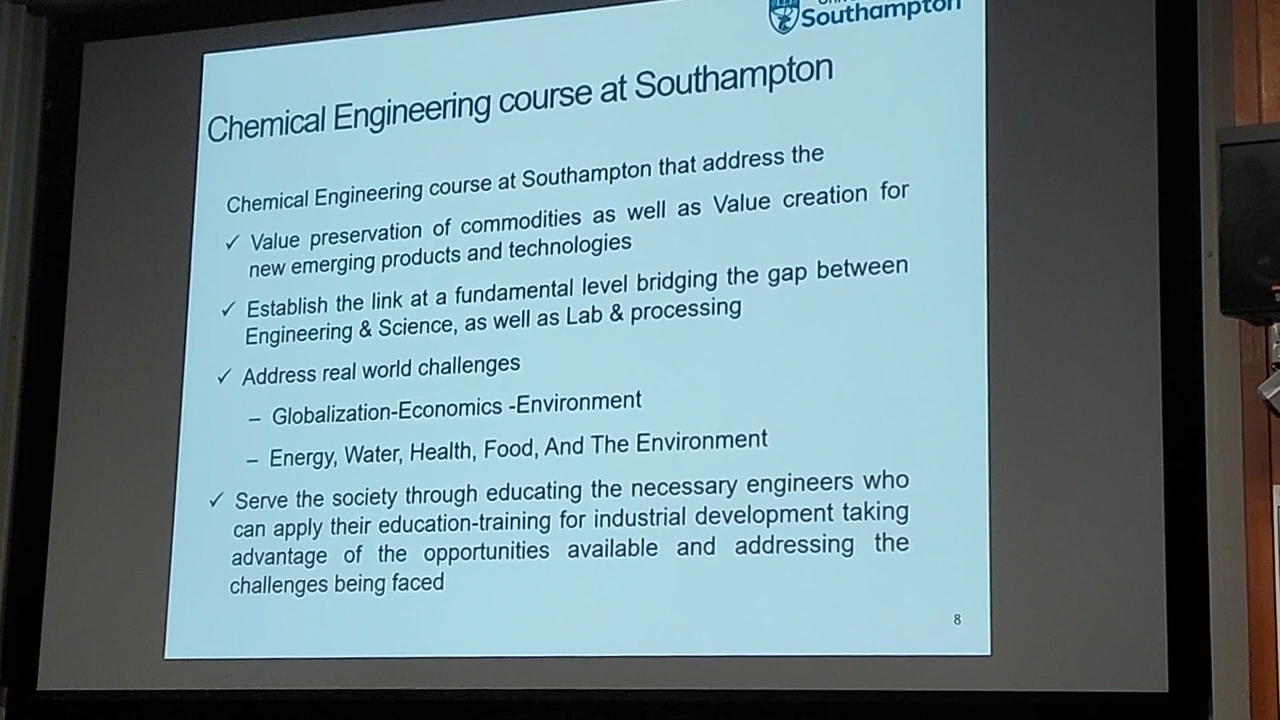 Southampton
Chemical Engineering course at Southampton
Chemical Engineering course at Southampton that address the
✓ Value preservation of commodities as well as Value creation for
new emerging products and technologies
✓ Establish the link at a fundamental level bridging the gap between
Engineering & Science, as well as Lab & processing
✓ Address real world challenges
– Globalization-Economics -Environment
– Energy, Water, Health, Food, And The Environment
✓ Serve the society through educating the necessary engineers who
can apply their education-training for industrial development taking
advantage of the opportunities available and addressing the
challenges being faced
8